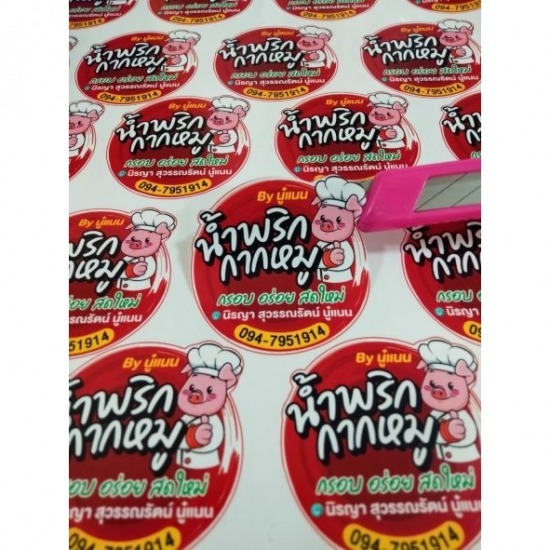 By นู๋แนน
น้ำพริก
กากหมู
กรอบ อร่อย สดใหม่
นิรญา สุวรรณรัตน์ นู๋แนน
094-7951914